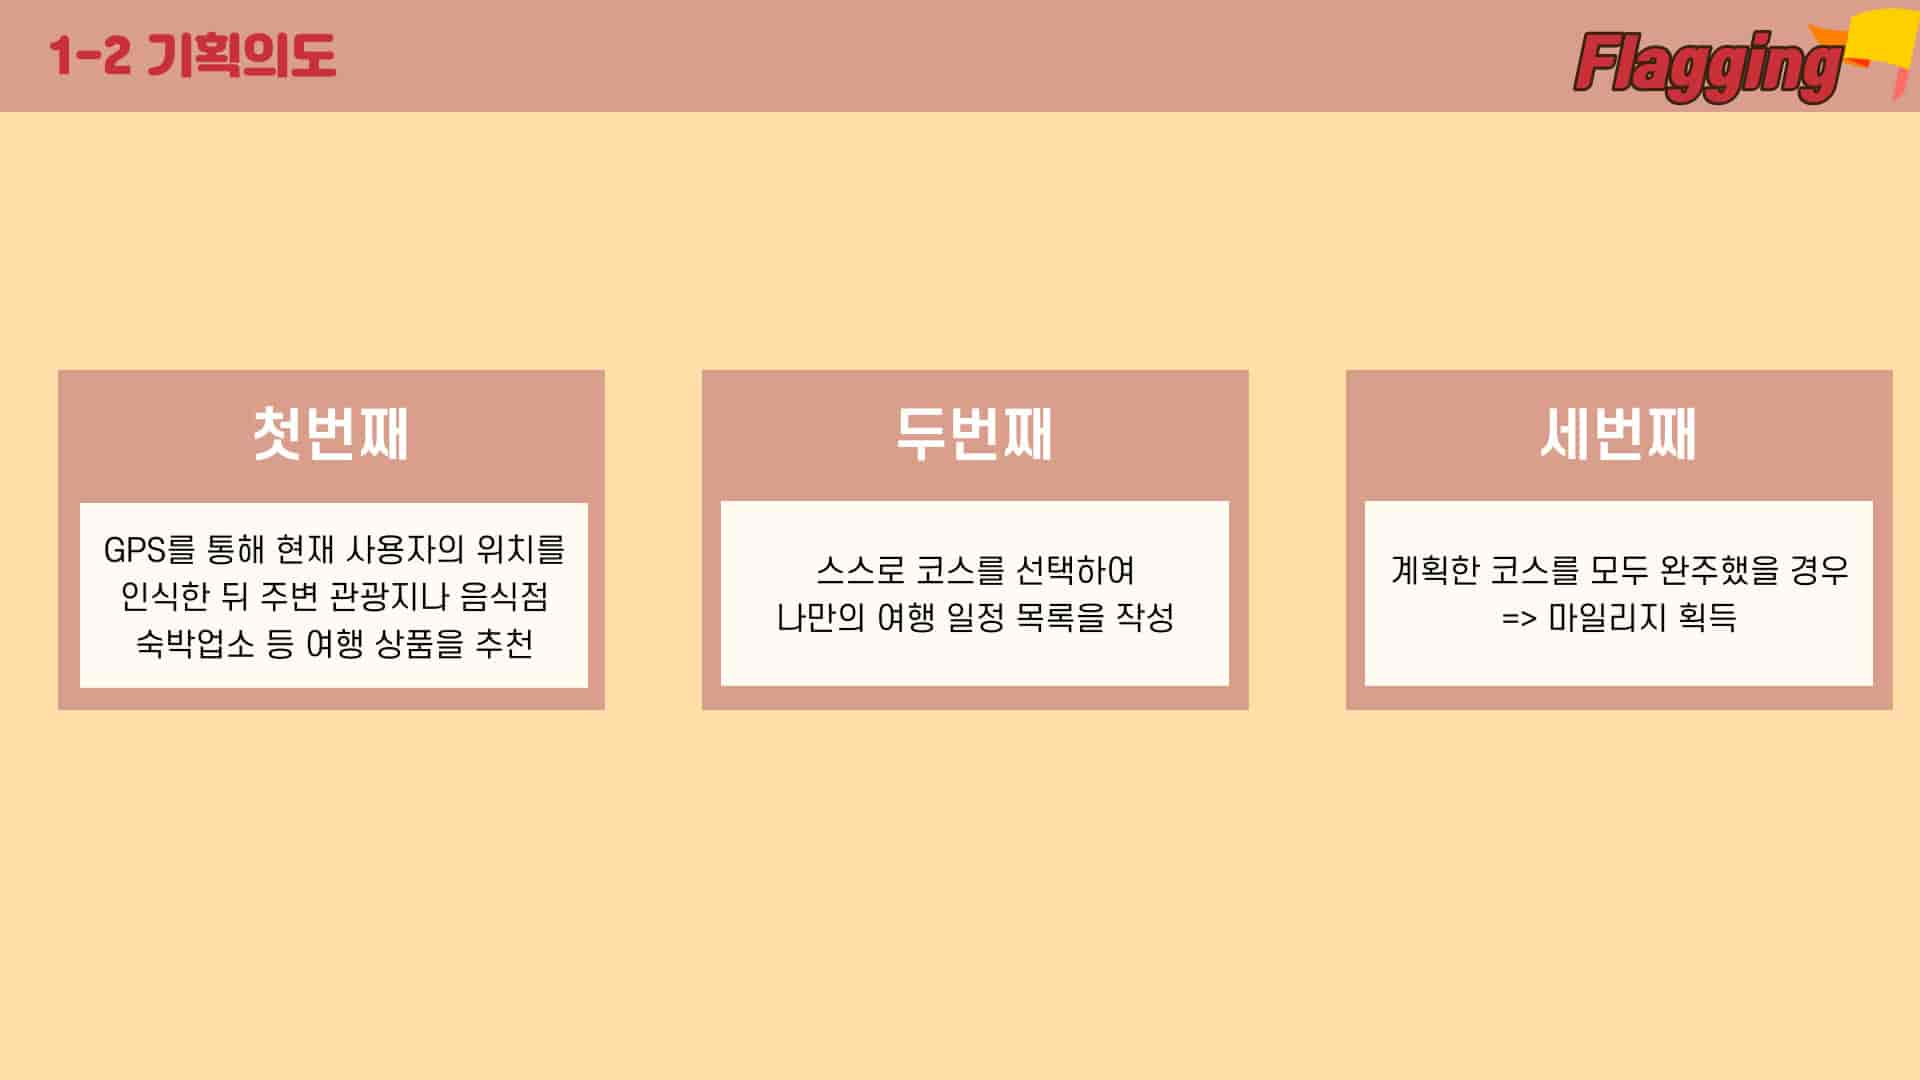 1-2 기획의도
Flagging
첫번째
GPS를 통해 현재 사용자의 위치를
인식한 뒤 주변 관광지나 음식점
숙박업소 등 여행 상품을 추천
두번째
스스로 코스를 선택하여
나만의 여행 일정 목록을 작성
세번째
계획한 코스를 모두 완주했을 경우
=> 마일리지 획득